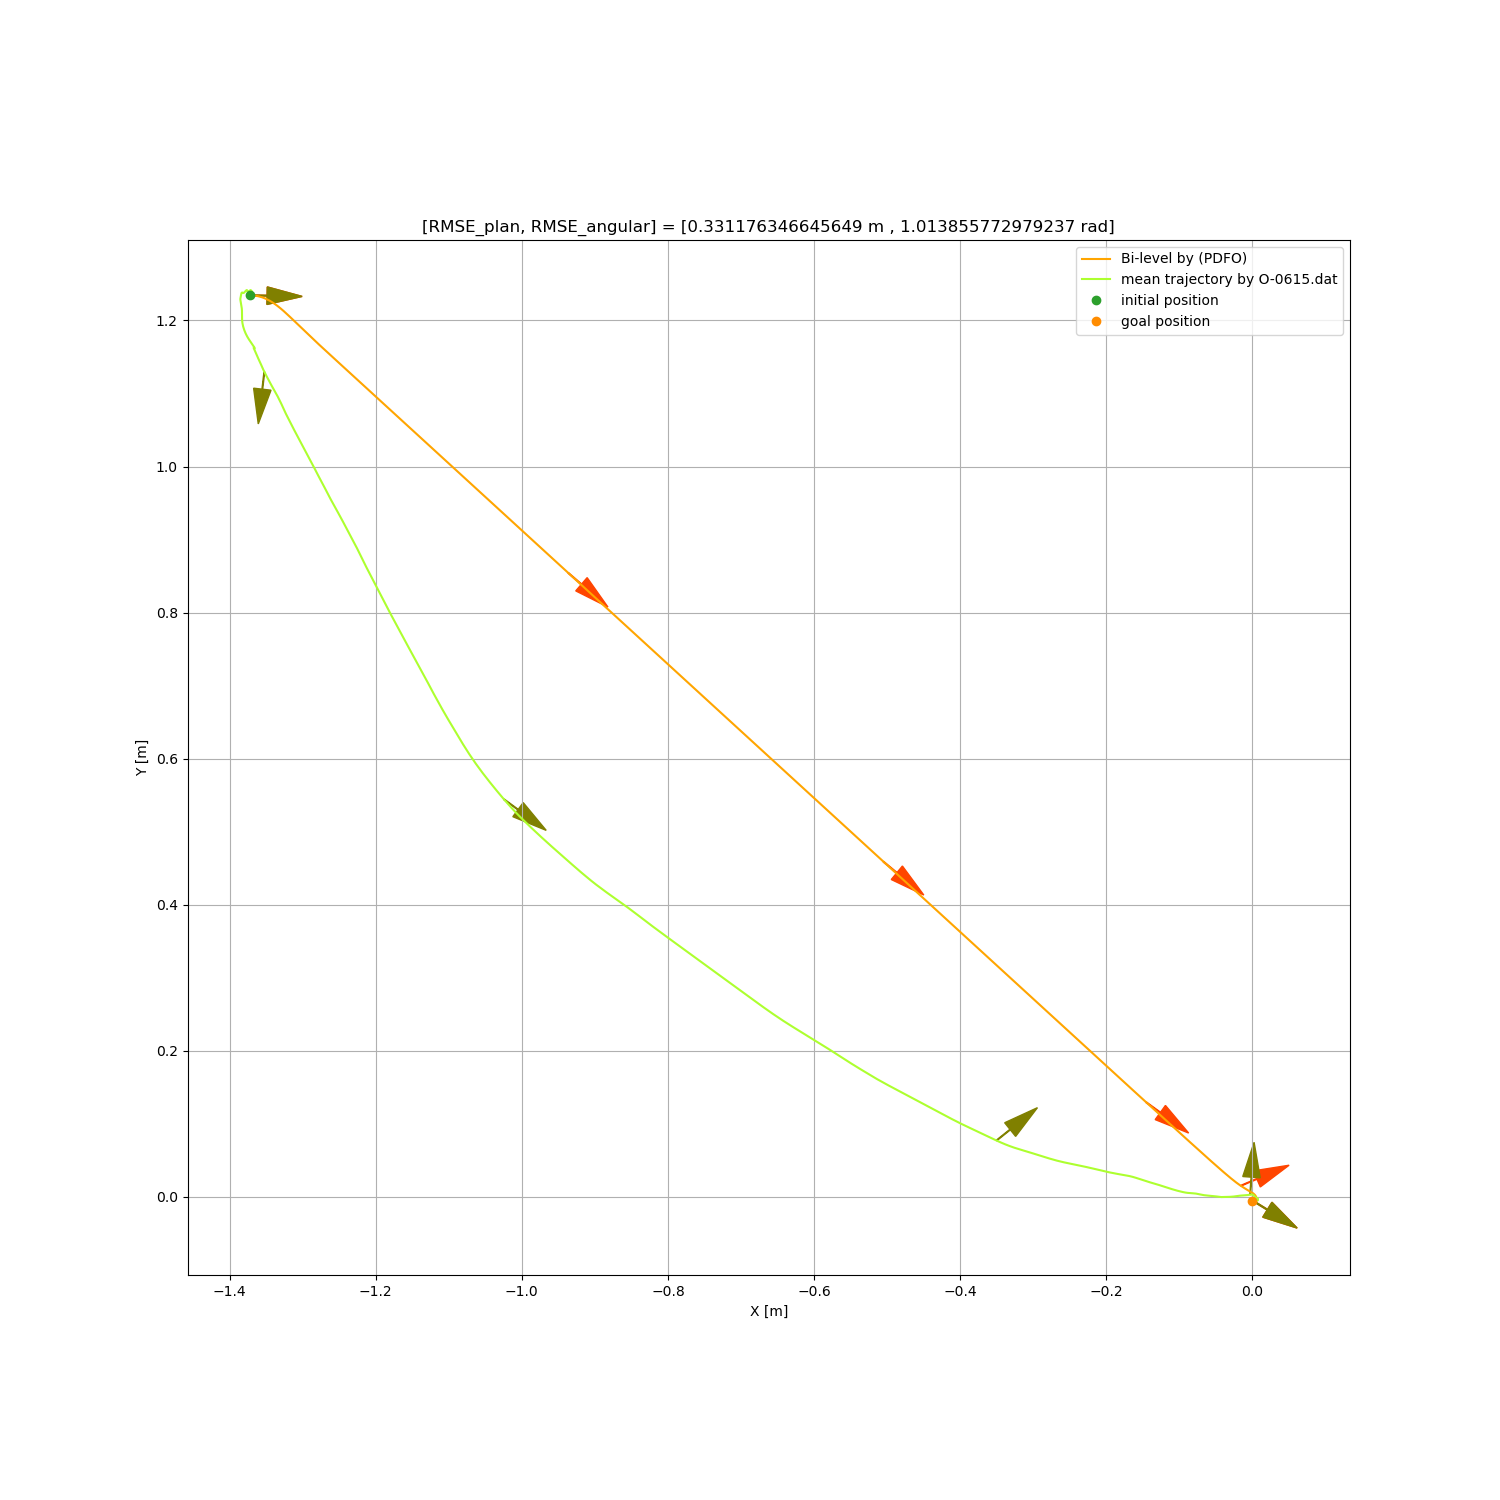 [RMSE_plan, RMSE_angular] = [0.331176346645649 m , 1.013855772979237 rad]
Bi-level by (PDFO)
mean trajectory by O-0615.dat
initial position
goal position
1.2
1.0
0.8
0.6
0.4
0.2
0.0
Y [m]
−1.4 −1.2 −1.0 −0.8 −0.6 −0.4 −0.2 0.0
X [m]